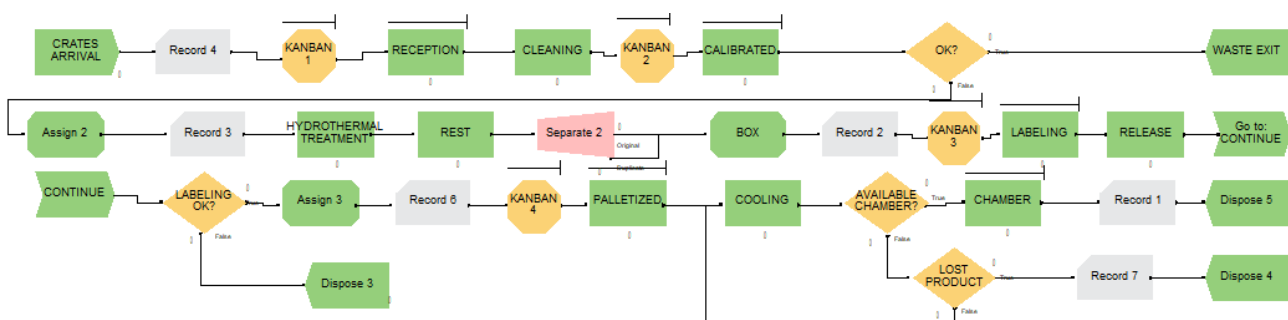 CRATES
ARRIVAL
Record 4
KANBAN
1
RECEPTION
CLEANING
KANBAN
2
CALIBRATED
OK?
True
False
WASTE EXIT
Assign 2
Record 3
HYDROTHERMAL
TREATMENT
REST
Separate 2
Original
Duplicate
BOX
Record 2
KANBAN
3
LABELING
RELEASE
Go to:
CONTINUE
CONTINUE
LABELING
OK?
True
False
Assign 3
Record 6
KANBAN
4
PALLETIZED
COOLING
AVAILABLE
CHAMBER?
True
False
CHAMBER
Record 1
Dispose 5
Dispose 3
LOST
PRODUCT
True
False
Record 7
Dispose 4